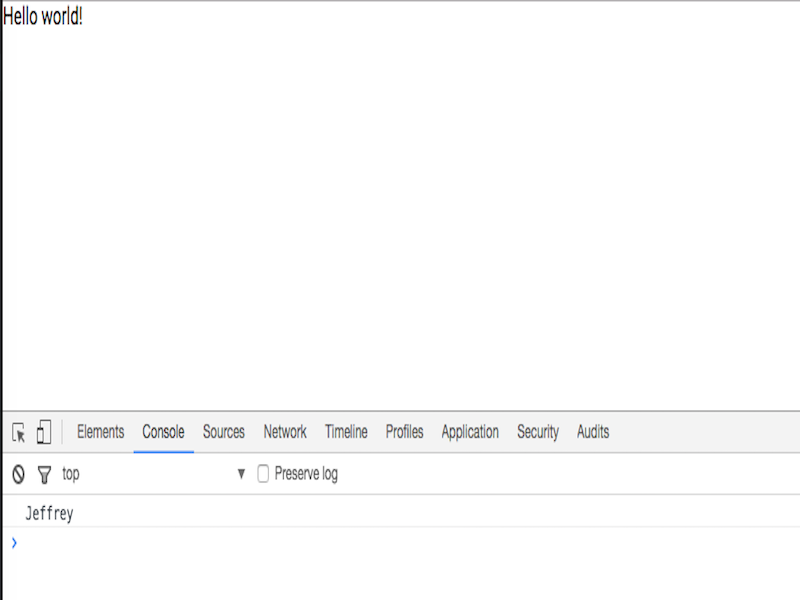 Hello world!
Elements Console Sources Network Timeline Profiles Application Security Audits
top ▼ Preserve log
Jeffrey
>